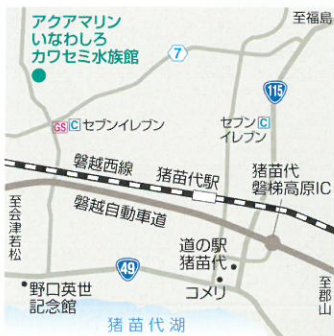 アクアマリン
いなわしろ
カワセミ水族館
至福島
7
115
GS C セブンイレブン
セブン C
イレブン
磐越西線
猪苗代駅
猪苗代
磐梯高原IC
至会津若松
磐越自動車道
道の駅
猪苗代
49
コメリ
至郡山
野口英世
記念館
猪苗代湖